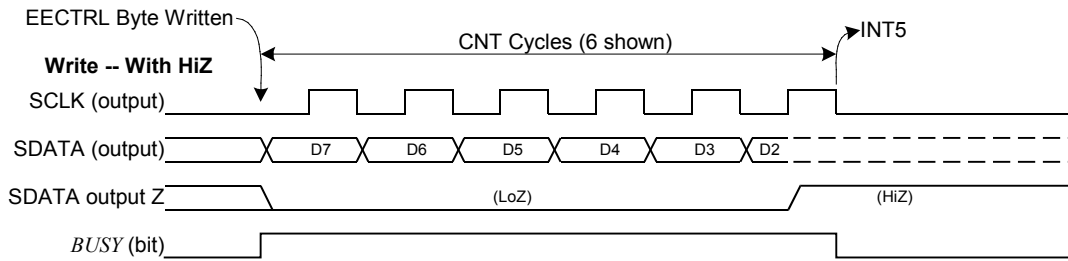 EECTRL Byte Written
CNT Cycles (6 shown)
INT5
Write -- With HiZ
SCLK (output)
SDATA (output) D7 D6 D5 D4 D3 D2
SDATA output Z (LoZ) (HiZ)
BUSY (bit)